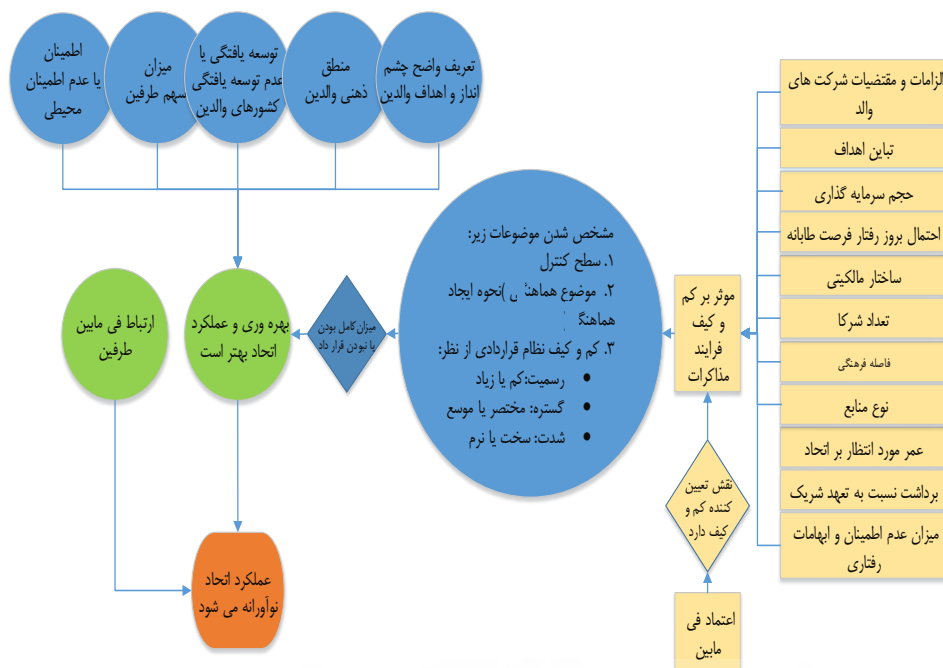 تعریف واضح چشم
انداز و اهداف والدین
منطق
ذهنی والدین
توسعه یافتگی یا
عدم توسعه یافتگی
کشورهای والدین
میزان
سهم طرفین
اطمینان
یا عدم اطمینان
محیطی
الزامات و مقتضیات شرکت های
والد
تباین اهداف
حجم سرمایه گذاری
احتمال بروز رفتار فرصت طلبانه
ساختار مالکیتی
تعداد شرکا
فاصله فرهنگی
نوع منابع
عمر مورد انتظار بر اتحاد
برداشت نسبت به تعهد شریک
میزان عدم اطمینان و ابهامات
رفتاری
موثر بر کم
و کیف
فرایند
مذاکرات
نقش تعیین
کننده کم و
کیف دارد
اعتماد فی
مابین
مشخص شدن موضوعات زیر:
۱. سطح کنترل
۲. موضوع هماهنگی )نحوه ایجاد
هماهنگ
۳. کم و کیف نظام قراردادی از نظر:
• رسمیت:کم یا زیاد
• گستره: مختصر یا موسع
• شدت: سخت یا نرم
میزان کامل بودن
یا نبودن قرار داد
بهره وری و عملکرد
اتحاد بهتر است
ارتباط فی مابین
طرفین
عملکرد اتحاد
نوآورانه می شود